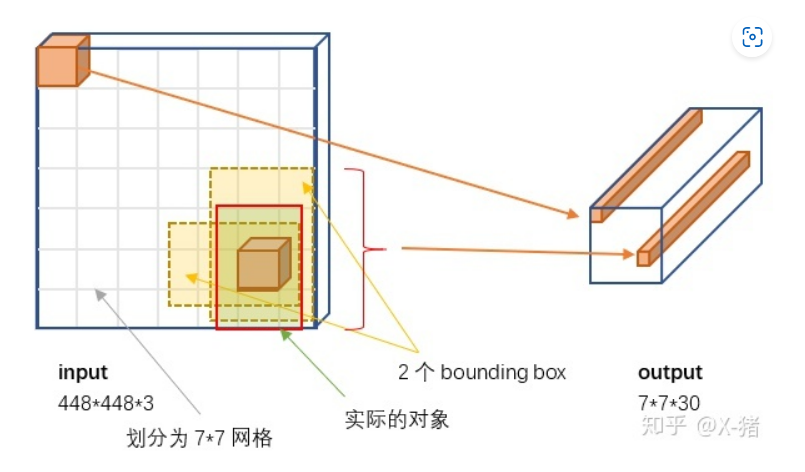 2 个 bounding box
input
448*448*3
output
7*7*30
实际的对象
划分为 7*7 网格
知乎 @X-猪